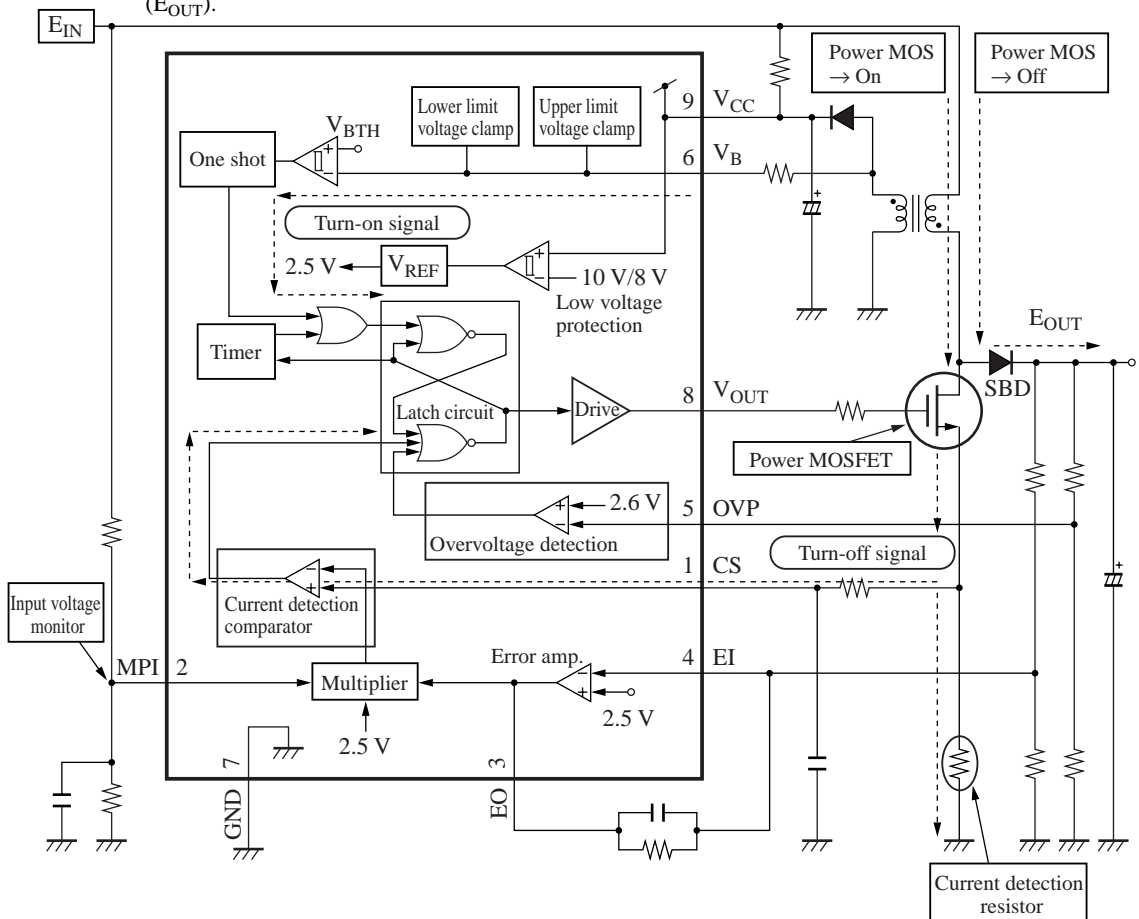 (E_OUT).
E_IN
Power MOS
→ On
Power MOS
→ Off
Lower limit
voltage clamp
Upper limit
voltage clamp
9 V_CC
V_BTH
One shot
6 V_B
Turn-on signal
2.5 V
V_REF
10 V/8 V
Low voltage
protection
Timer
E_OUT
SBD
8 V_OUT
Latch circuit
Drive
Power MOSFET
2.6 V
5 OVP
Overvoltage detection
Turn-off signal
1 CS
Current detection
comparator
Input voltage
monitor
MPI 2
Multiplier
Error amp.
4 EI
2.5 V
2.5 V
7
GND
3
EO
Current detection
resistor
+
−
+
−
+
−
−
+
−
+
+
+